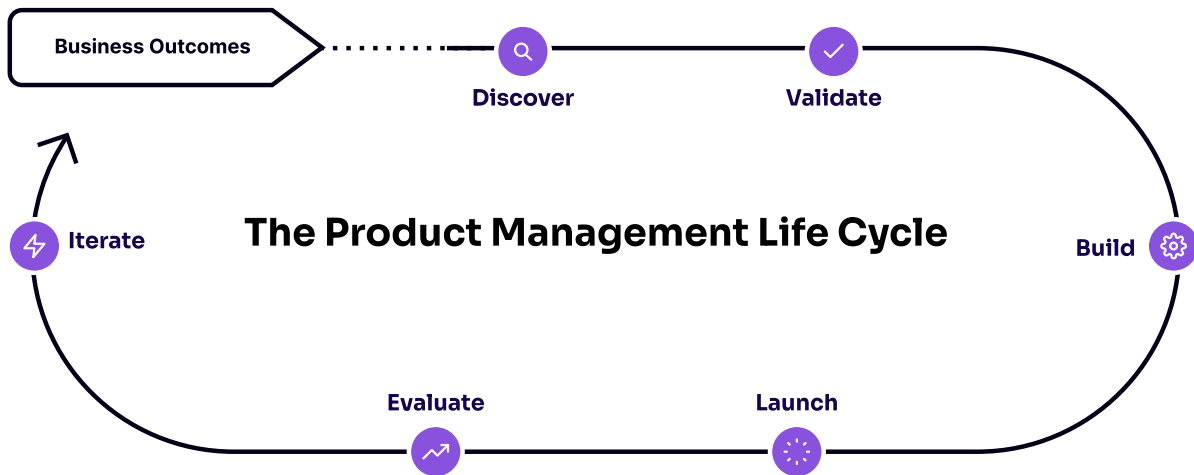 Business Outcomes
Discover
Validate
The Product Management Life Cycle
Iterate
Build
Evaluate
Launch